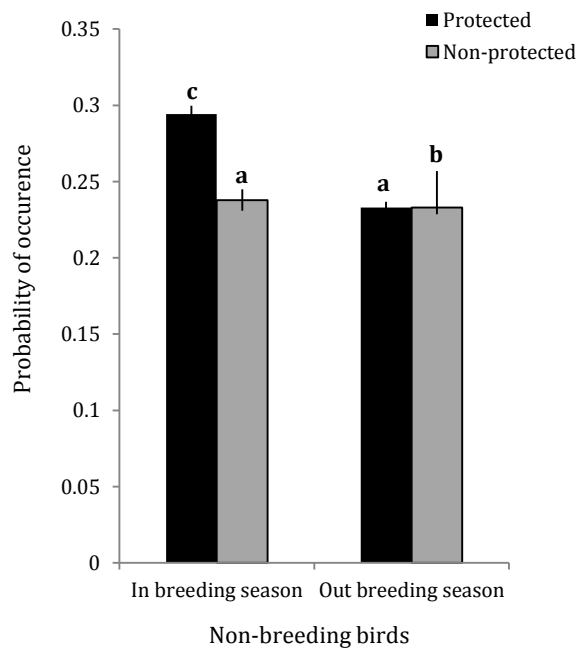 Protected
Non-protected
0.35
0.3
0.25
0.2
0.15
0.1
0.05
0
Probability of occurence
c
a
a
b
In breeding season
Out breeding season
Non-breeding birds